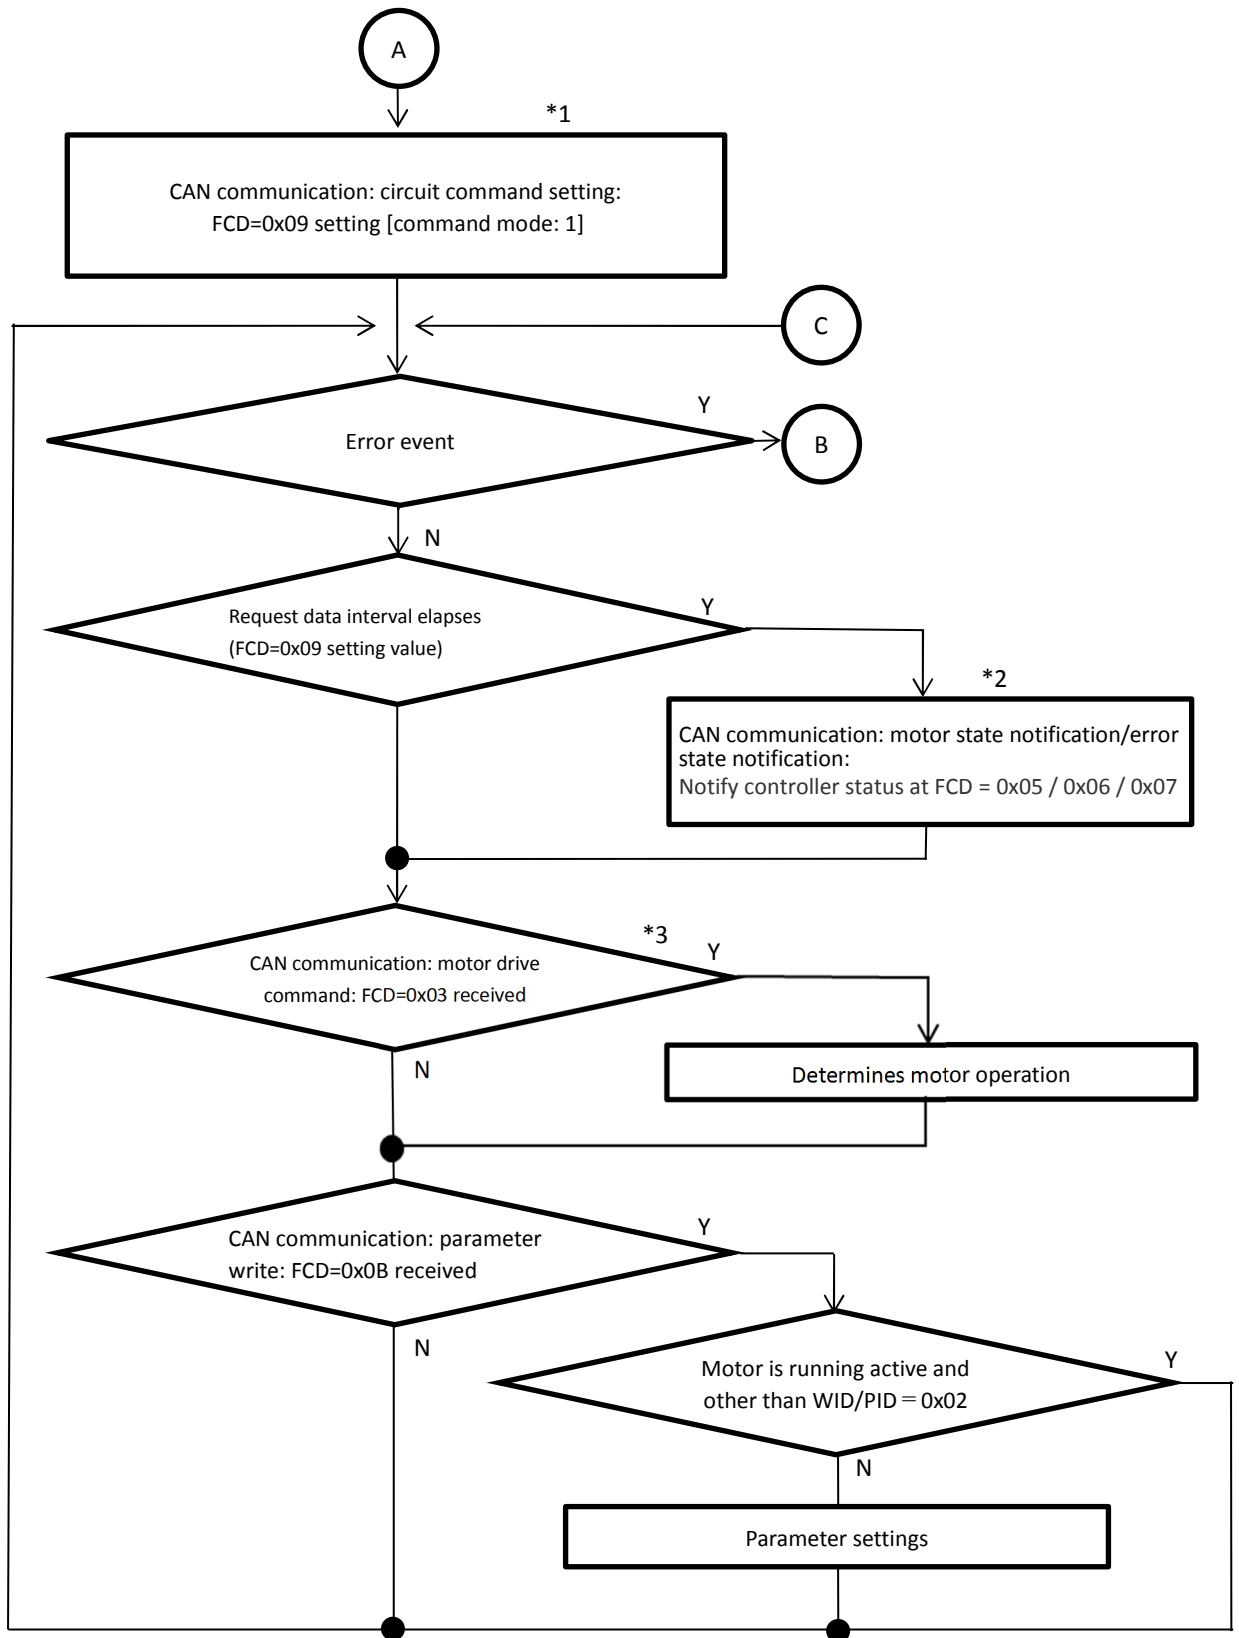 A
*1
CAN communication: circuit command setting:
FCD=0x09 setting [command mode: 1]
C
Y
Error event
B
N
Y
Request data interval elapses
(FCD=0x09 setting value)
*2
CAN communication: motor state notification/error
state notification:
Notify controller status at FCD = 0x05 / 0x06 / 0x07
*3
Y
CAN communication: motor drive
command: FCD=0x03 received
N
Determines motor operation
Y
CAN communication: parameter
write: FCD=0x0B received
N
Y
Motor is running active and
other than WID/PID＝0x02
N
Parameter settings